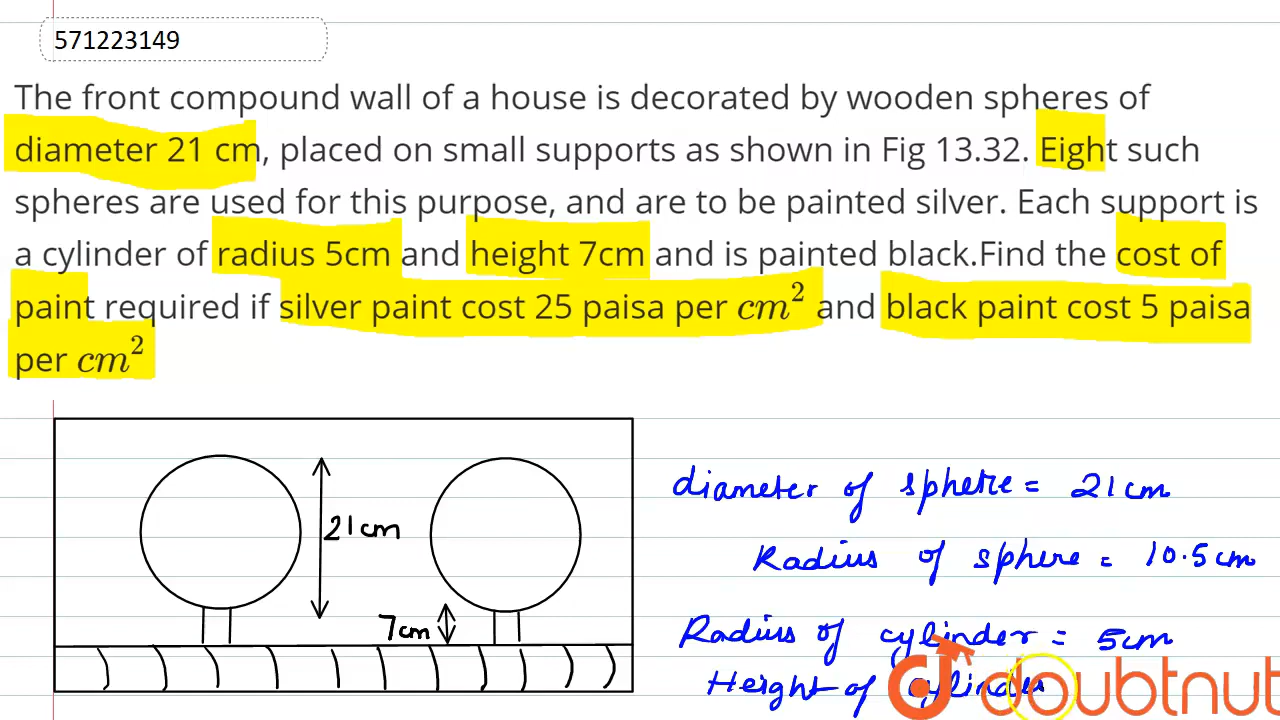 571223149
The front compound wall of a house is decorated by wooden spheres of
diameter 21 cm, placed on small supports as shown in Fig 13.32. Eight such
spheres are used for this purpose, and are to be painted silver. Each support is
a cylinder of radius 5cm and height 7cm and is painted black.Find the cost of
paint required if silver paint cost 25 paisa per cm² and black paint cost 5 paisa
per cm²
21cm
7cm
diameter of sphere = 21cm
Radius of sphere = 10.5cm
Radius of cylinder = 5cm
Height of cylinder
doubtnut